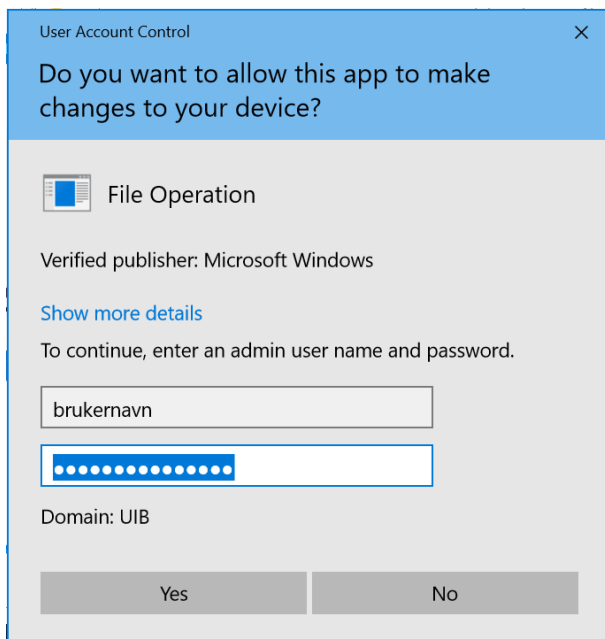 User Account Control
Do you want to allow this app to make
changes to your device?
File Operation
Verified publisher: Microsoft Windows
Show more details
To continue, enter an admin user name and password.
brukernavn
●●●●●●●●●●●●●●●
Domain: UIB
Yes
No